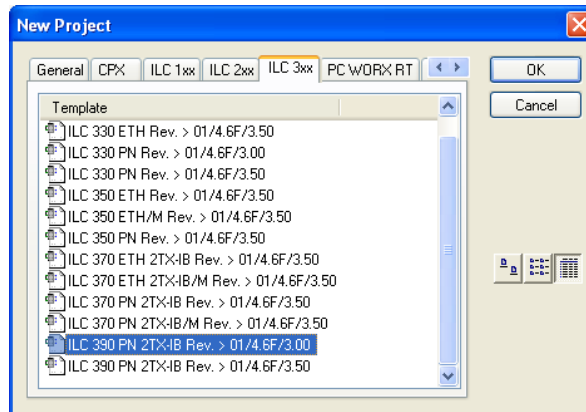 New Project
General CPX ILC 1xx ILC 2xx ILC 3xx PC WORX RT
OK
Cancel
Template
ILC 330 ETH Rev. > 01/4.6F/3.50
ILC 330 PN Rev. > 01/4.6F/3.00
ILC 330 PN Rev. > 01/4.6F/3.50
ILC 350 ETH Rev. > 01/4.6F/3.50
ILC 350 ETH/M Rev. > 01/4.6F/3.50
ILC 350 PN Rev. > 01/4.6F/3.50
ILC 370 ETH 2TX-IB Rev. > 01/4.6F/3.50
ILC 370 ETH 2TX-IB/M Rev. > 01/4.6F/3.50
ILC 370 PN 2TX-IB Rev. > 01/4.6F/3.50
ILC 370 PN 2TX-IB/M Rev. > 01/4.6F/3.50
ILC 390 PN 2TX-IB Rev. > 01/4.6F/3.00
ILC 390 PN 2TX-IB Rev. > 01/4.6F/3.50